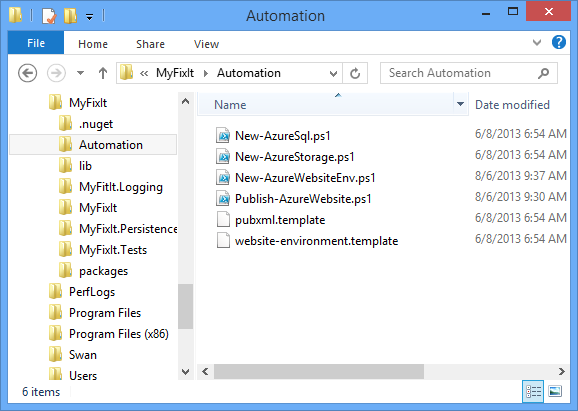 Automation
File Home Share View
« MyFixIt Automation Search Automation
MyFixIt
.nuget
Automation
lib
MyFitIt.Logging
MyFixIt
MyFixIt.Persistence
MyFixIt.Tests
packages
PerfLogs
Program Files
Program Files (x86)
Swan
Users
Name Date modified
New-AzureSql.ps1 6/8/2013 6:54 AM
New-AzureStorage.ps1 6/8/2013 6:54 AM
New-AzureWebsiteEnv.ps1 8/6/2013 9:37 AM
Publish-AzureWebsite.ps1 8/6/2013 9:30 AM
pubxml.template 6/8/2013 6:54 AM
website-environment.template 6/8/2013 6:54 AM
6 items